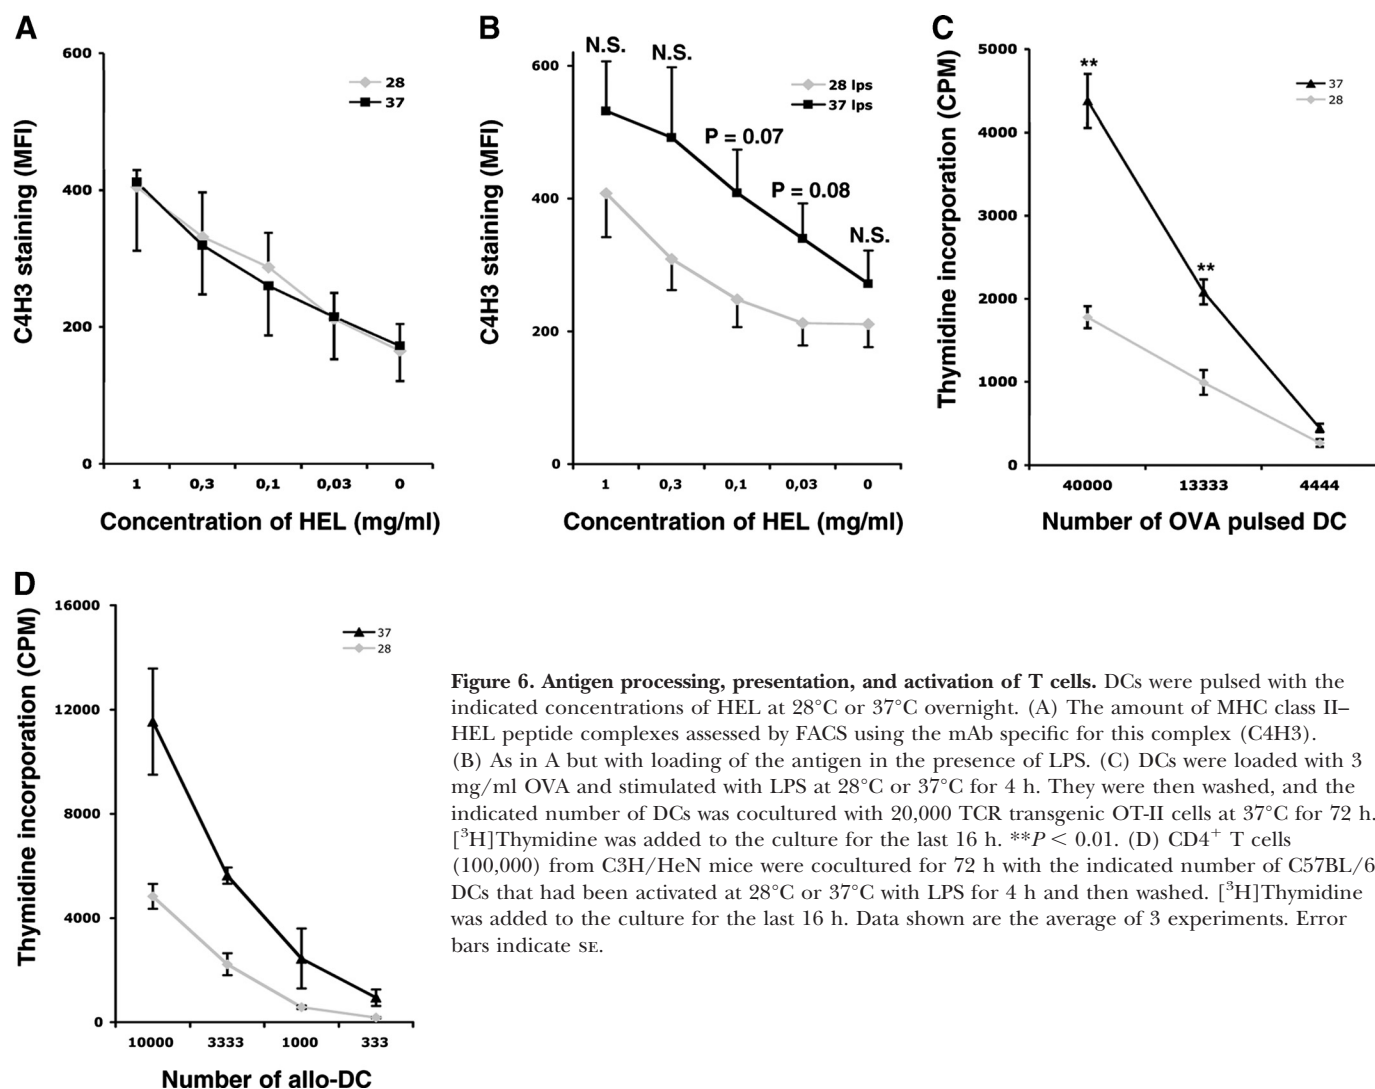 A
600
400
200
0
C4H3 staining (MFI)
28
37
1 0,3 0,1 0,03 0
Concentration of HEL (mg/ml)
B
600
400
200
0
C4H3 staining (MFI)
N.S.
N.S.
P = 0.07
P = 0.08
N.S.
28 lps
37 lps
1 0,3 0,1 0,03 0
Concentration of HEL (mg/ml)
C
5000
4000
3000
2000
1000
0
Thymidine incorporation (CPM)
**
**
37
28
40000 13333 4444
Number of OVA pulsed DC
D
16000
12000
8000
4000
0
Thymidine incorporation (CPM)
37
28
10000 3333 1000 333
Number of allo-DC
Figure 6. Antigen processing, presentation, and activation of T cells. DCs were pulsed with the
indicated concentrations of HEL at 28°C or 37°C overnight. (A) The amount of MHC class II–
HEL peptide complexes assessed by FACS using the mAb specific for this complex (C4H3).
(B) As in A but with loading of the antigen in the presence of LPS. (C) DCs were loaded with 3
mg/ml OVA and stimulated with LPS at 28°C or 37°C for 4 h. They were then washed, and the
indicated number of DCs was cocultured with 20,000 TCR transgenic OT-II cells at 37°C for 72 h.
[³H]Thymidine was added to the culture for the last 16 h. **P < 0.01. (D) CD4⁺ T cells
(100,000) from C3H/HeN mice were cocultured for 72 h with the indicated number of C57BL/6
DCs that had been activated at 28°C or 37°C with LPS for 4 h and then washed. [³H]Thymidine
was added to the culture for the last 16 h. Data shown are the average of 3 experiments. Error
bars indicate SE.